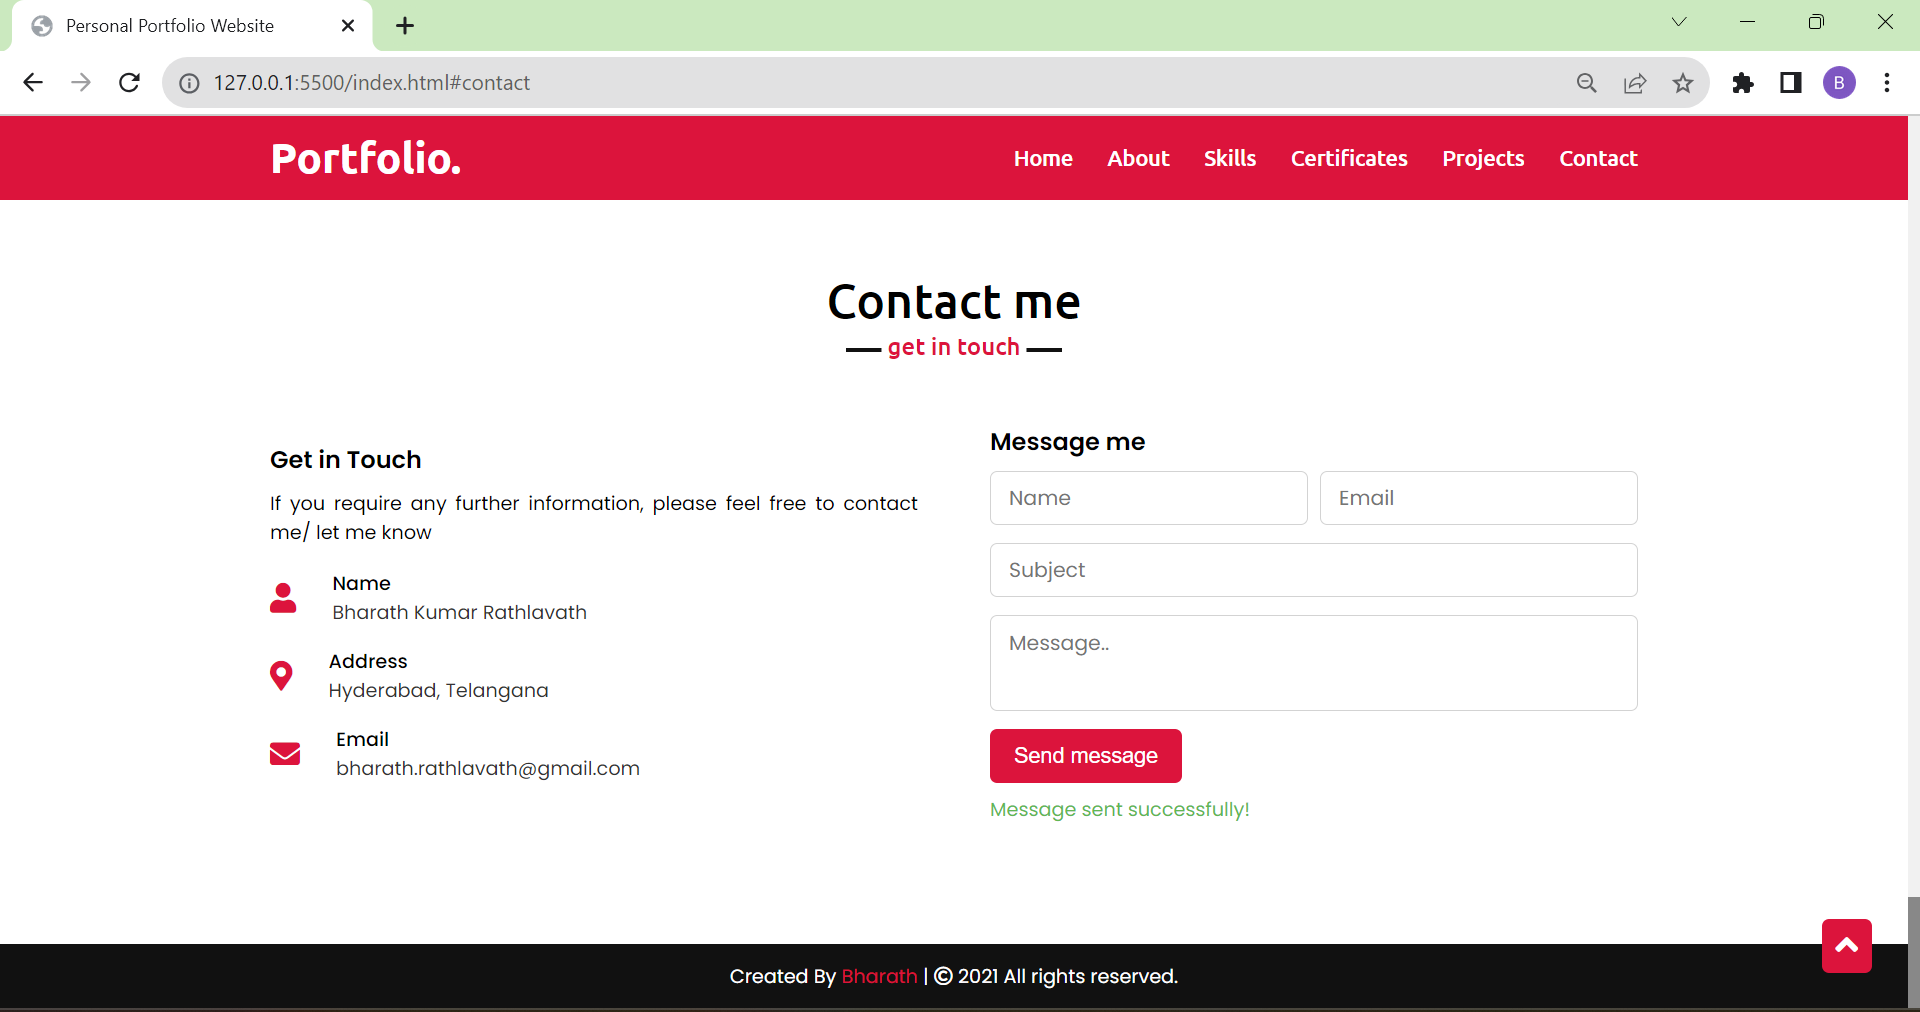 Personal Portfolio Website
127.0.0.1:5500/index.html#contact
B
Portfolio.
Home About Skills Certificates Projects Contact
Contact me
get in touch
Get in Touch
If you require any further information, please feel free to contact
me/ let me know
Name
Bharath Kumar Rathlavath
Address
Hyderabad, Telangana
Email
bharath.rathlavath@gmail.com
Message me
Name Email
Subject
Message..
Send message
Message sent successfully!
Created By Bharath | © 2021 All rights reserved.